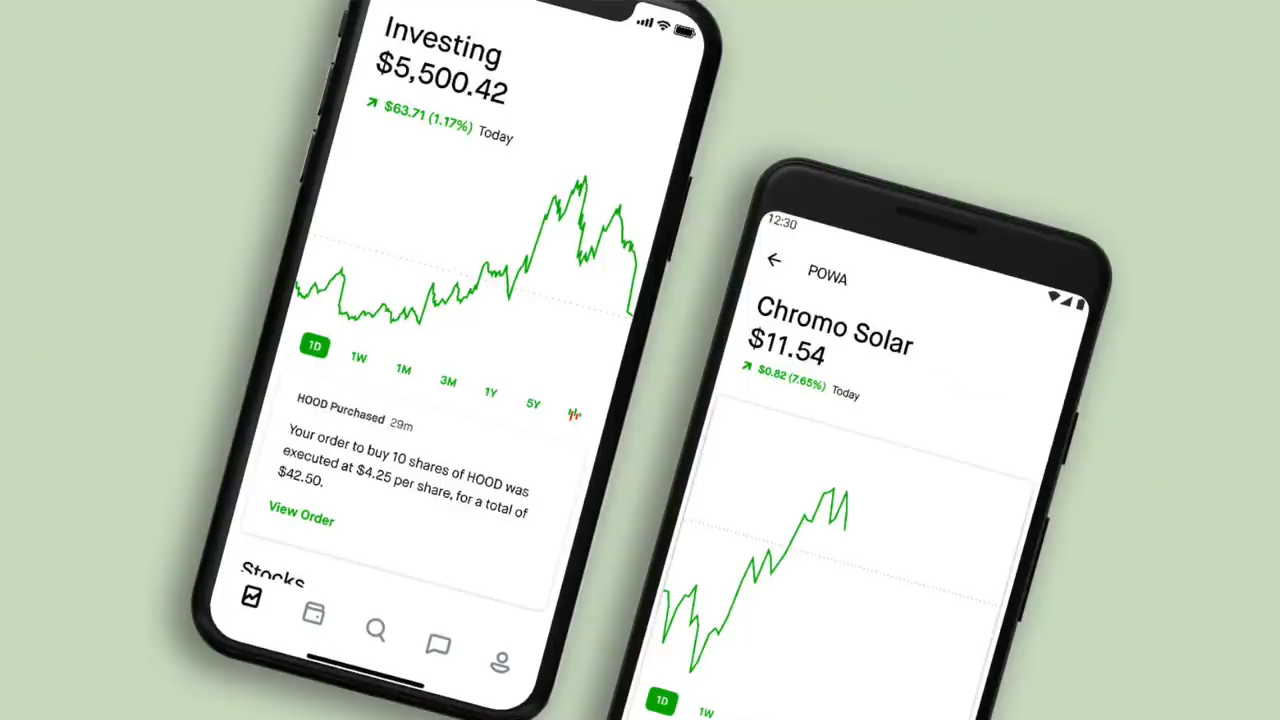 Investing
$5,500.42
$63.71 (1.17%) Today
1D 1W 1M 3M 1Y 5Y
HOOD Purchased 29m
Your order to buy 10 shares of HOOD was
executed at $4.25 per share, for a total of
$42.50.
View Order
Stocks
12:30
POWA
Chromo Solar
$11.54
$0.82 (7.65%) Today
1D 1W